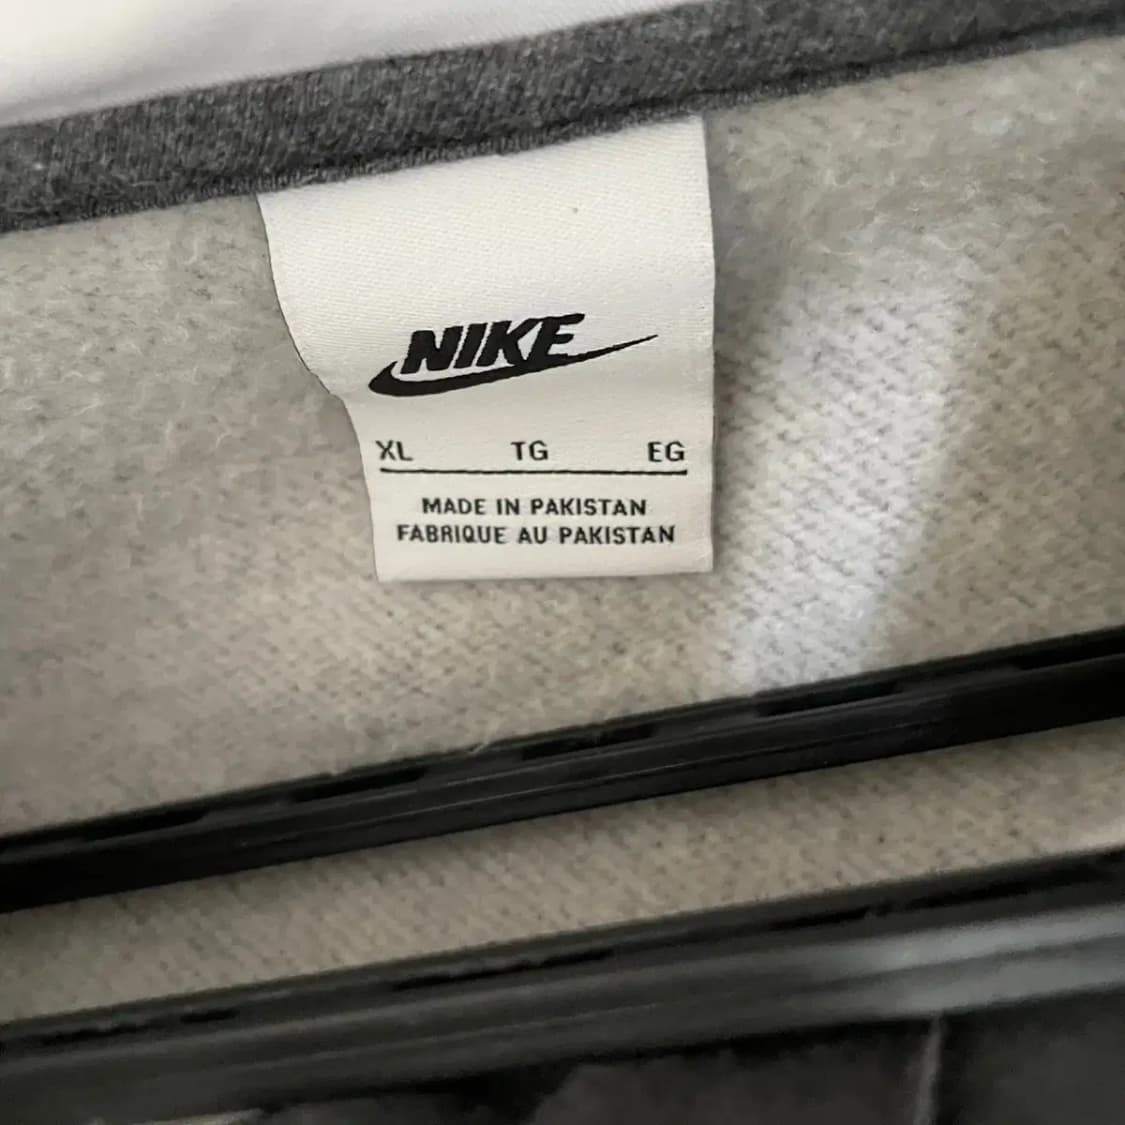 NIKE
XL TG EG
MADE IN PAKISTAN
FABRIQUE AU PAKISTAN